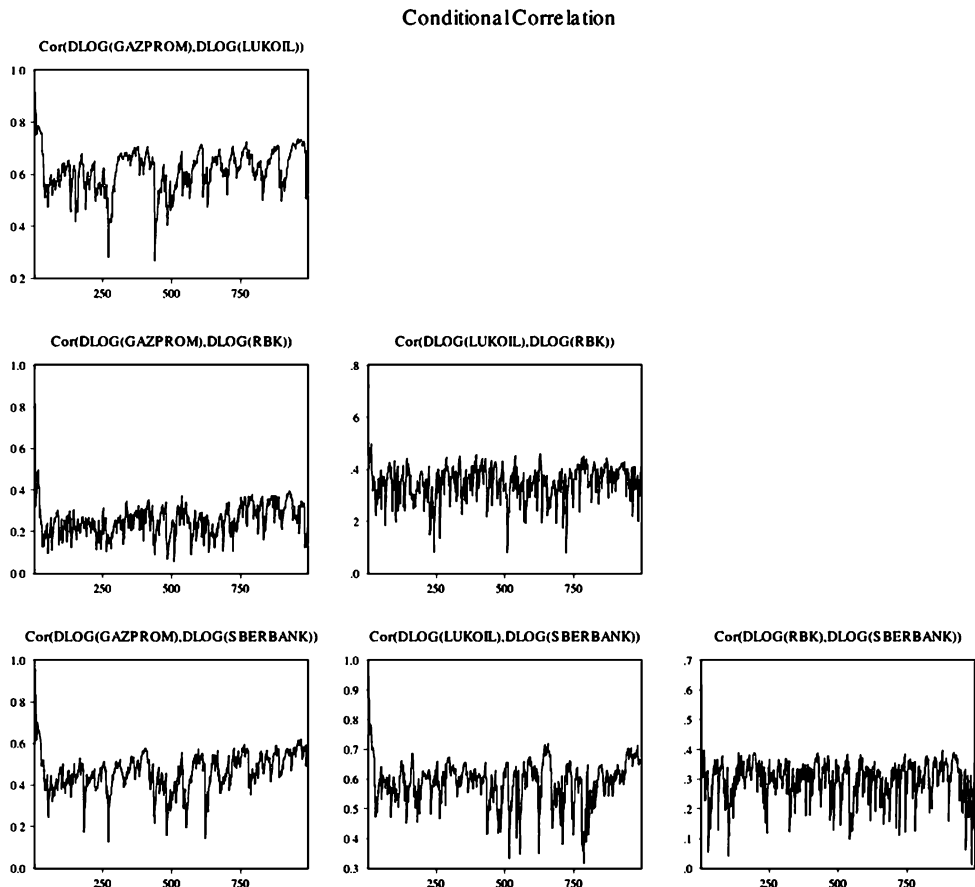 Conditional Correlation
Cor(DLOG(GAZPROM),DLOG(LUKOIL))
1 0
0 8
0 6
0 4
0 2
250 500 750
Cor(DLOG(GAZPROM),DLOG(RBK))
1.0
0 8
0 6
0 4
0.2
0.0
250 500 750
Cor(DLOG(LUKOIL),DLOG(RBK))
.8
6
.4
2
.0
250 500 750
Cor(DLOG(GAZPROM),DLOG(SBERBANK))
1.0
0.8
0.6
0.4
0 2
0.0
250 500 750
Cor(DLOG(LUKOIL),DLOG(SBERBANK))
1.0
0.9
0.8
0.7
0.6
0.5
0.4
0.3
250 500 750
Cor(DLOG(RBK),DLOG(SBERBANK))
.7
.6
.5
.4
.3
.2
.1
.0
250 500 750